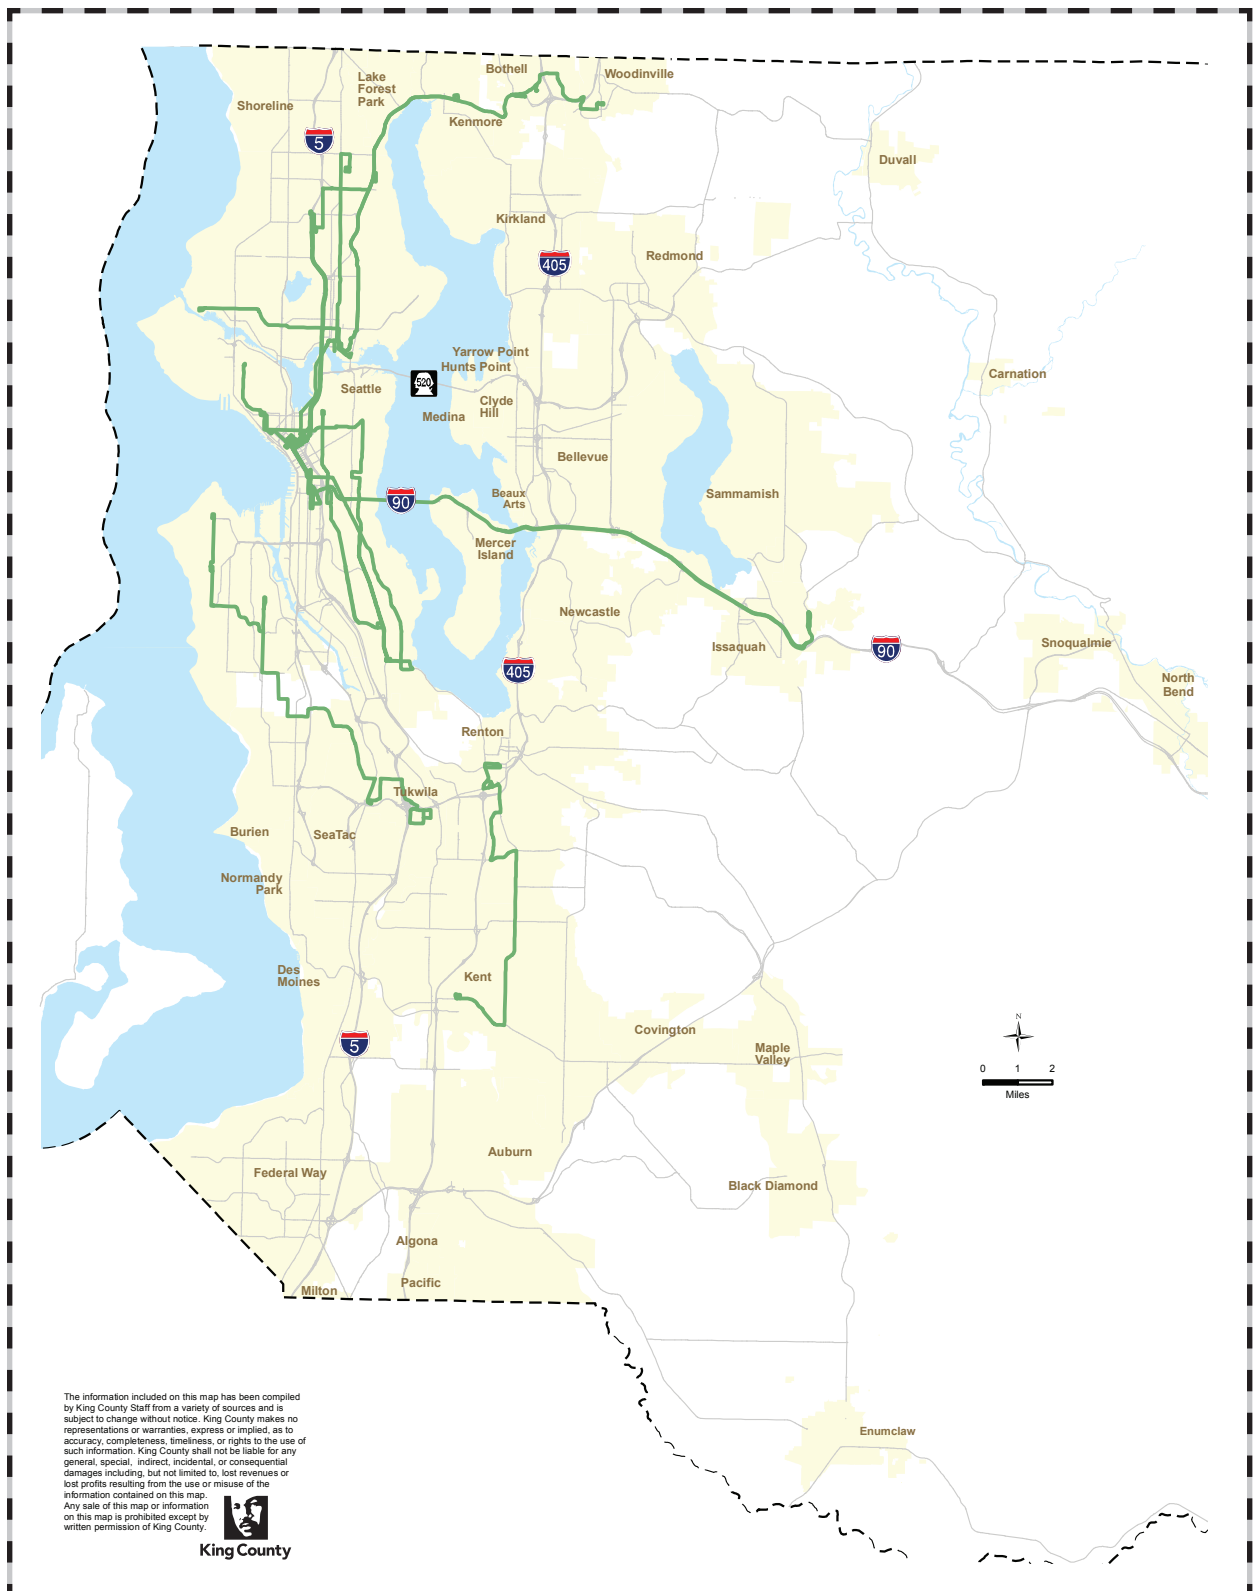 Bothell
Woodinville
Lake
Forest
Park
Shoreline
Kenmore
5
Duvall
Kirkland
Redmond
405
Yarrow Point
Hunts Point
Carnation
520
Seattle
Clyde
Hill
Medina
Bellevue
Beaux
Arts
Sammamish
90
Mercer
Island
Newcastle
Issaquah
90
Snoqualmie
405
North
Bend
Renton
Tukwila
Burien
SeaTac
Normandy
Park
Des
Moines
Kent
N
Covington
5
Maple
Valley
0 1 2
Miles
Auburn
Federal Way
Black Diamond
Algona
Pacific
Milton
The information included on this map has been compiled
by King County Staff from a variety of sources and is
subject to change without notice. King County makes no
representations or warranties, express or implied, as to
accuracy, completeness, timeliness, or rights to the use of
such information. King County shall not be liable for any
general, special, indirect, incidental, or consequential
damages including, but not limited to, lost revenues or
lost profits resulting from the use or misuse of the
information contained on this map.
Any sale of this map or information
on this map is prohibited except by
written permission of King County.
King County
Enumclaw